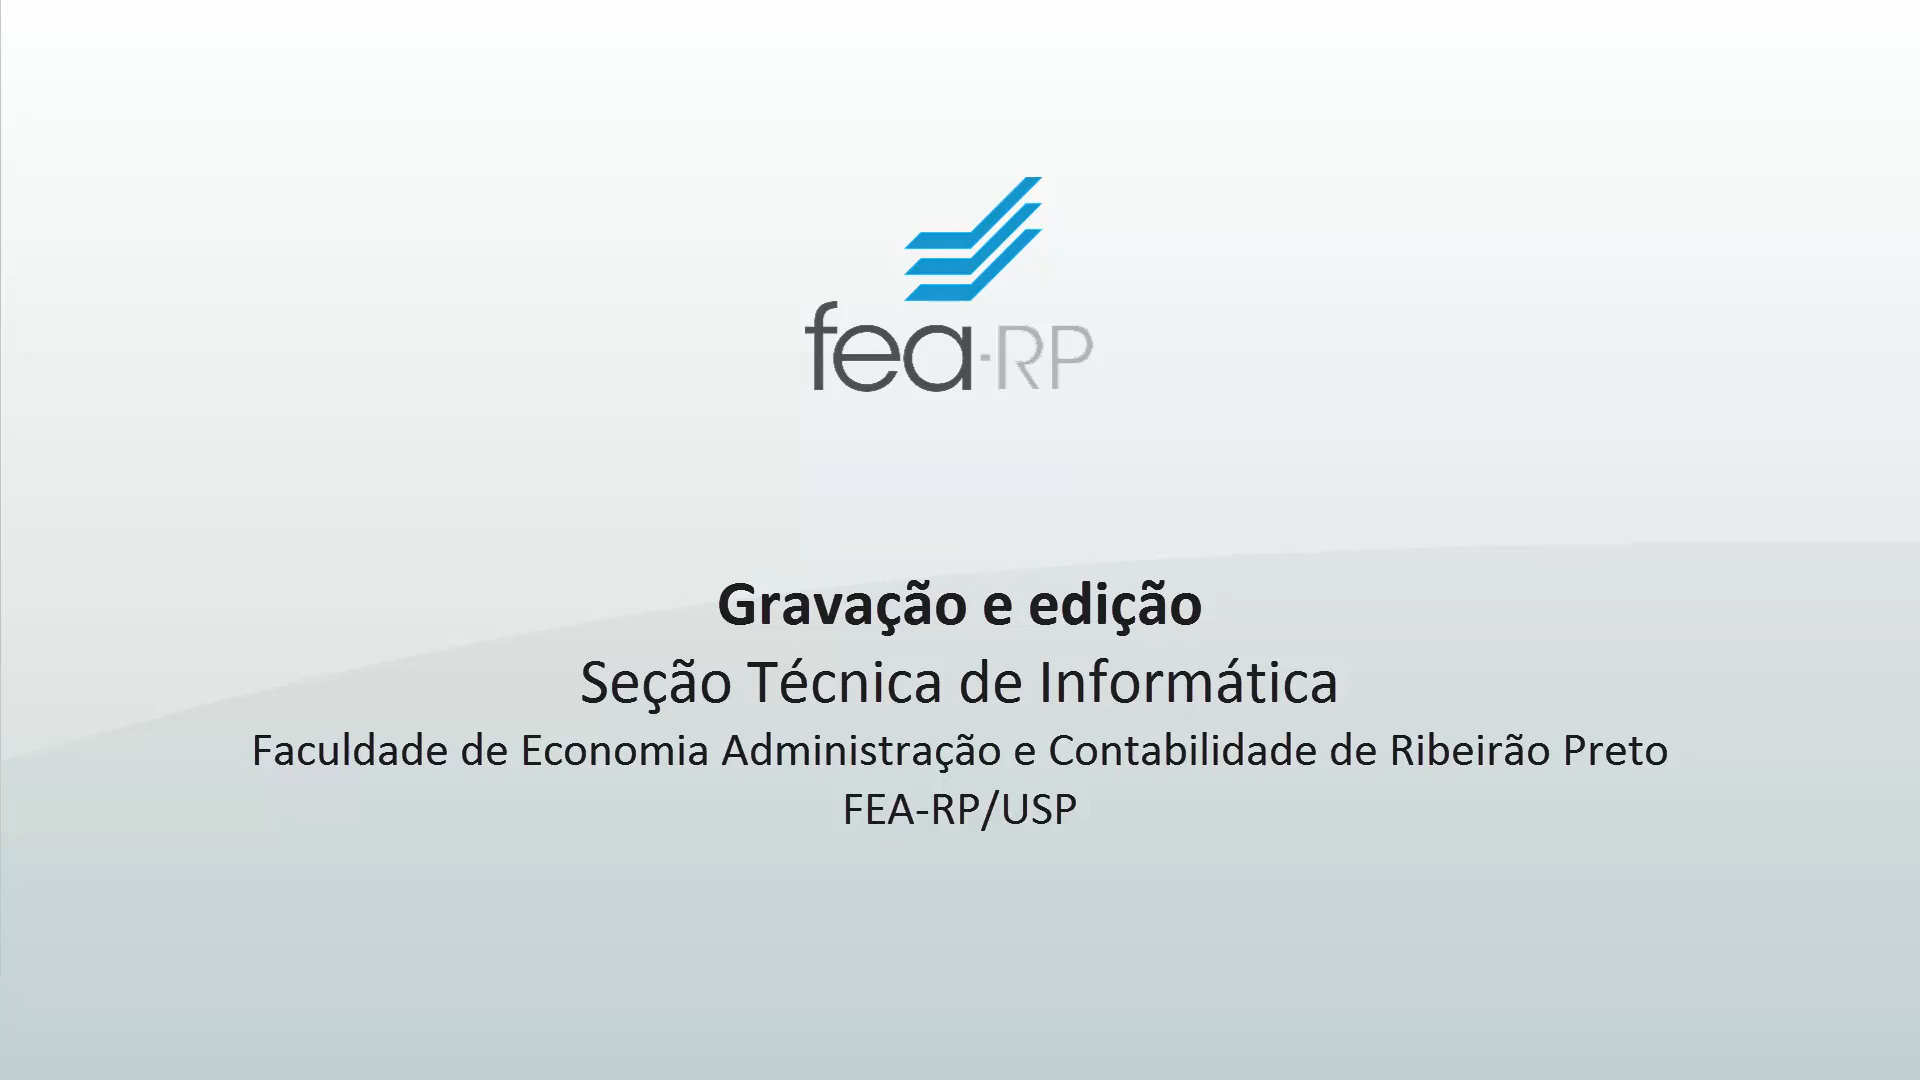 fea-RP
Gravação e edição
Seção Técnica de Informática
Faculdade de Economia Administração e Contabilidade de Ribeirão Preto
FEA-RP/USP